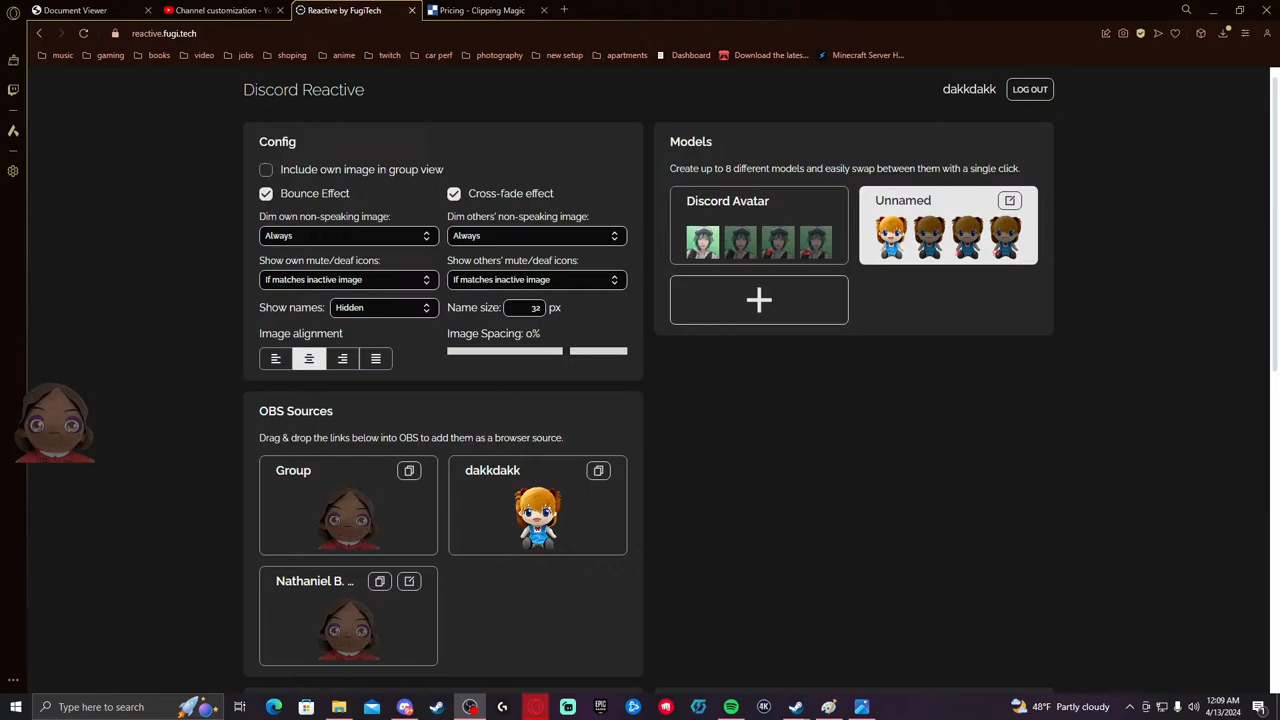 Document Viewer
Channel customization - Yo
Reactive by FugiTech
Pricing - Clipping Magic
reactive.fugi.tech
music
gaming
books
video
jobs
shoping
anime
twitch
car perf
photography
new setup
apartments
Dashboard
Download the lates...
Minecraft Server H...
Discord Reactive
dakkdakk
LOG OUT
Config
Include own image in group view
Bounce Effect
Cross-fade effect
Dim own non-speaking image:
Dim others' non-speaking image:
Always
Always
Show own mute/deaf icons:
Show others' mute/deaf icons:
If matches inactive image
If matches inactive image
Show names: Hidden
Name size: 32 px
Image alignment
Image Spacing: 0%
Models
Create up to 8 different models and easily swap between them with a single click.
Discord Avatar
Unnamed
OBS Sources
Drag & drop the links below into OBS to add them as a browser source.
Group
dakkdakk
Nathaniel B. ...
Type here to search
EPIC
GAMES
4K
48°F Partly cloudy
12:09 AM
4/13/2024